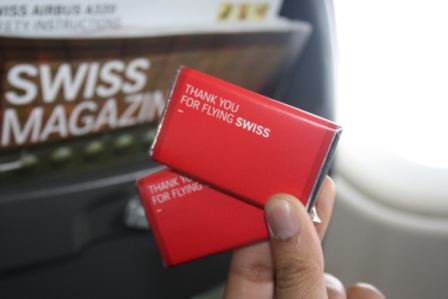 SWISS AIRBUS A320
SAFETY INSTRUCTIONS
SWISS
MAGAZIN
THANK YOU
FOR FLYING SWISS
THANK YOU
FOR FLYING